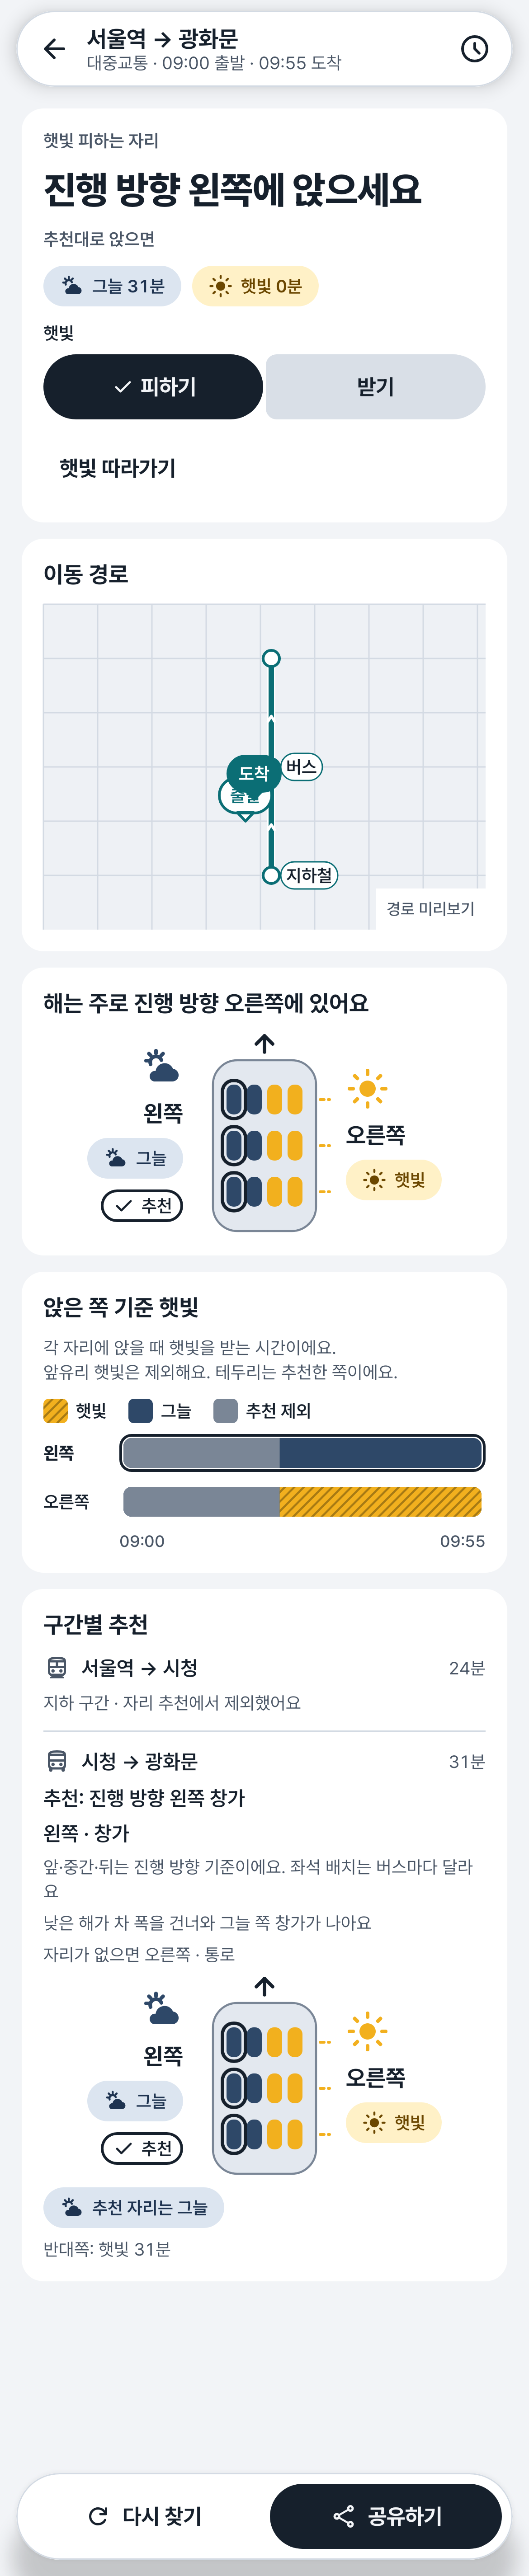 서울역 → 광화문
대중교통 · 09:00 출발 · 09:55 도착
햇빛 피하는 자리
진행 방향 왼쪽에 앉으세요
추천대로 앉으면
그늘 31분
햇빛 0분
햇빛
피하기
받기
햇빛 따라가기
이동 경로
버스
도착
지하철
경로 미리보기
해는 주로 진행 방향 오른쪽에 있어요
왼쪽
오른쪽
그늘
햇빛
추천
앉은 쪽 기준 햇빛
각 자리에 앉을 때 햇빛을 받는 시간이에요.
앞유리 햇빛은 제외해요. 테두리는 추천한 쪽이에요.
햇빛 그늘 추천 제외
왼쪽
오른쪽
09:00 09:55
구간별 추천
서울역 → 시청 24분
지하 구간 · 자리 추천에서 제외했어요
시청 → 광화문 31분
추천: 진행 방향 왼쪽 창가
왼쪽 · 창가
앞·중간·뒤는 진행 방향 기준이에요. 좌석 배치는 버스마다 달라
요
낮은 해가 차 폭을 건너와 그늘 쪽 창가가 나아요
자리가 없으면 오른쪽 · 통로
왼쪽
오른쪽
그늘
햇빛
추천
추천 자리는 그늘
반대쪽: 햇빛 31분
다시 찾기
공유하기